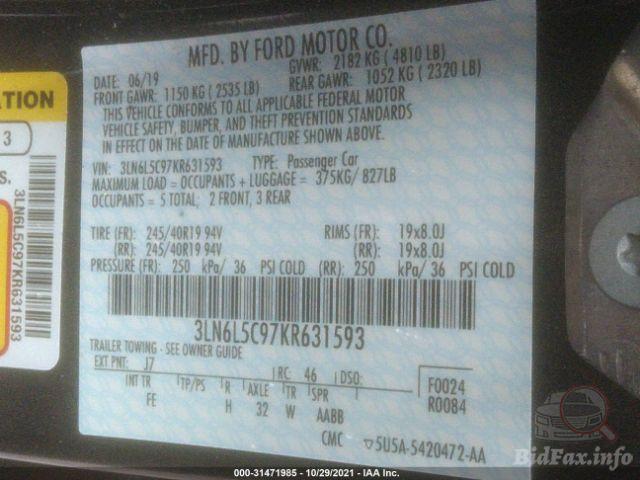 MFD. BY FORD MOTOR CO.
DATE: 06/19 GVWR: 2182 KG ( 4810 LB)
FRONT GAWR: 1150 KG ( 2535 LB) REAR GAWR: 1052 KG ( 2320 LB)
THIS VEHICLE CONFORMS TO ALL APPLICABLE FEDERAL MOTOR
VEHICLE SAFETY, BUMPER, AND THEFT PREVENTION STANDARDS
IN EFFECT ON THE DATE OF MANUFACTURE SHOWN ABOVE.
VIN: 3LN6L5C97KR631593 TYPE: Passenger Car
MAXIMUM LOAD = OCCUPANTS + LUGGAGE = 375KG/ 827LB
OCCUPANTS = 5 TOTAL; 2 FRONT, 3 REAR
TIRE (FR): 245/40R19 94V RIMS (FR): 19x8.0J
(RR): 245/40R19 94V (RR): 19x8.0J
PRESSURE (FR): 250 kPa/ 36 PSI COLD (RR): 250 kPa/ 36 PSI COLD
3LN6L5C97KR631593
TRAILER TOWING - SEE OWNER GUIDE
EXT PNT: J7 RC: 46 DSO:
INT TR TP/PS R AXLE TR SPR F0024
FE H 32 W AABB R0084
CMC ▽5U5A-5420472-AA
ATION
3
S.
3LN6L5C97KR631593
000-31471985 - 10/29/2021 - IAA Inc.
BidFax.info